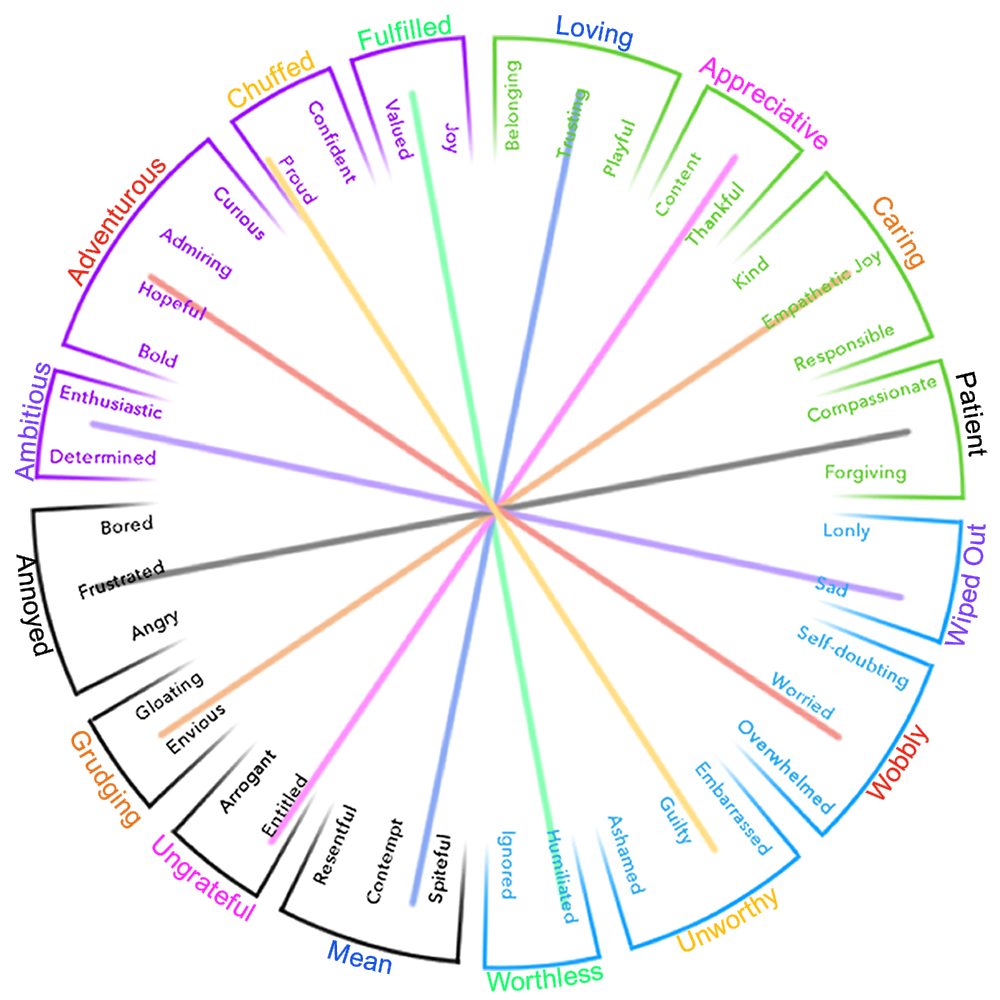 Loving
Belonging
Trusting
Playful
Appreciative
Content
Thankful
Caring
Kind
Empathetic Joy
Responsible
Patient
Compassionate
Forgiving
Wiped Out
Lonly
Sad
Wobbly
Self-doubting
Worried
Overwhelmed
Unworthy
Embarrassed
Guilty
Ashamed
Worthless
Humiliated
Ignored
Mean
Spiteful
Contempt
Resentful
Ungrateful
Entitled
Arrogant
Grudging
Envious
Gloating
Annoyed
Angry
Frustrated
Bored
Ambitious
Determined
Enthusiastic
Adventurous
Bold
Hopeful
Admiring
Curious
Chuffed
Proud
Confident
Fulfilled
Valued
Joy